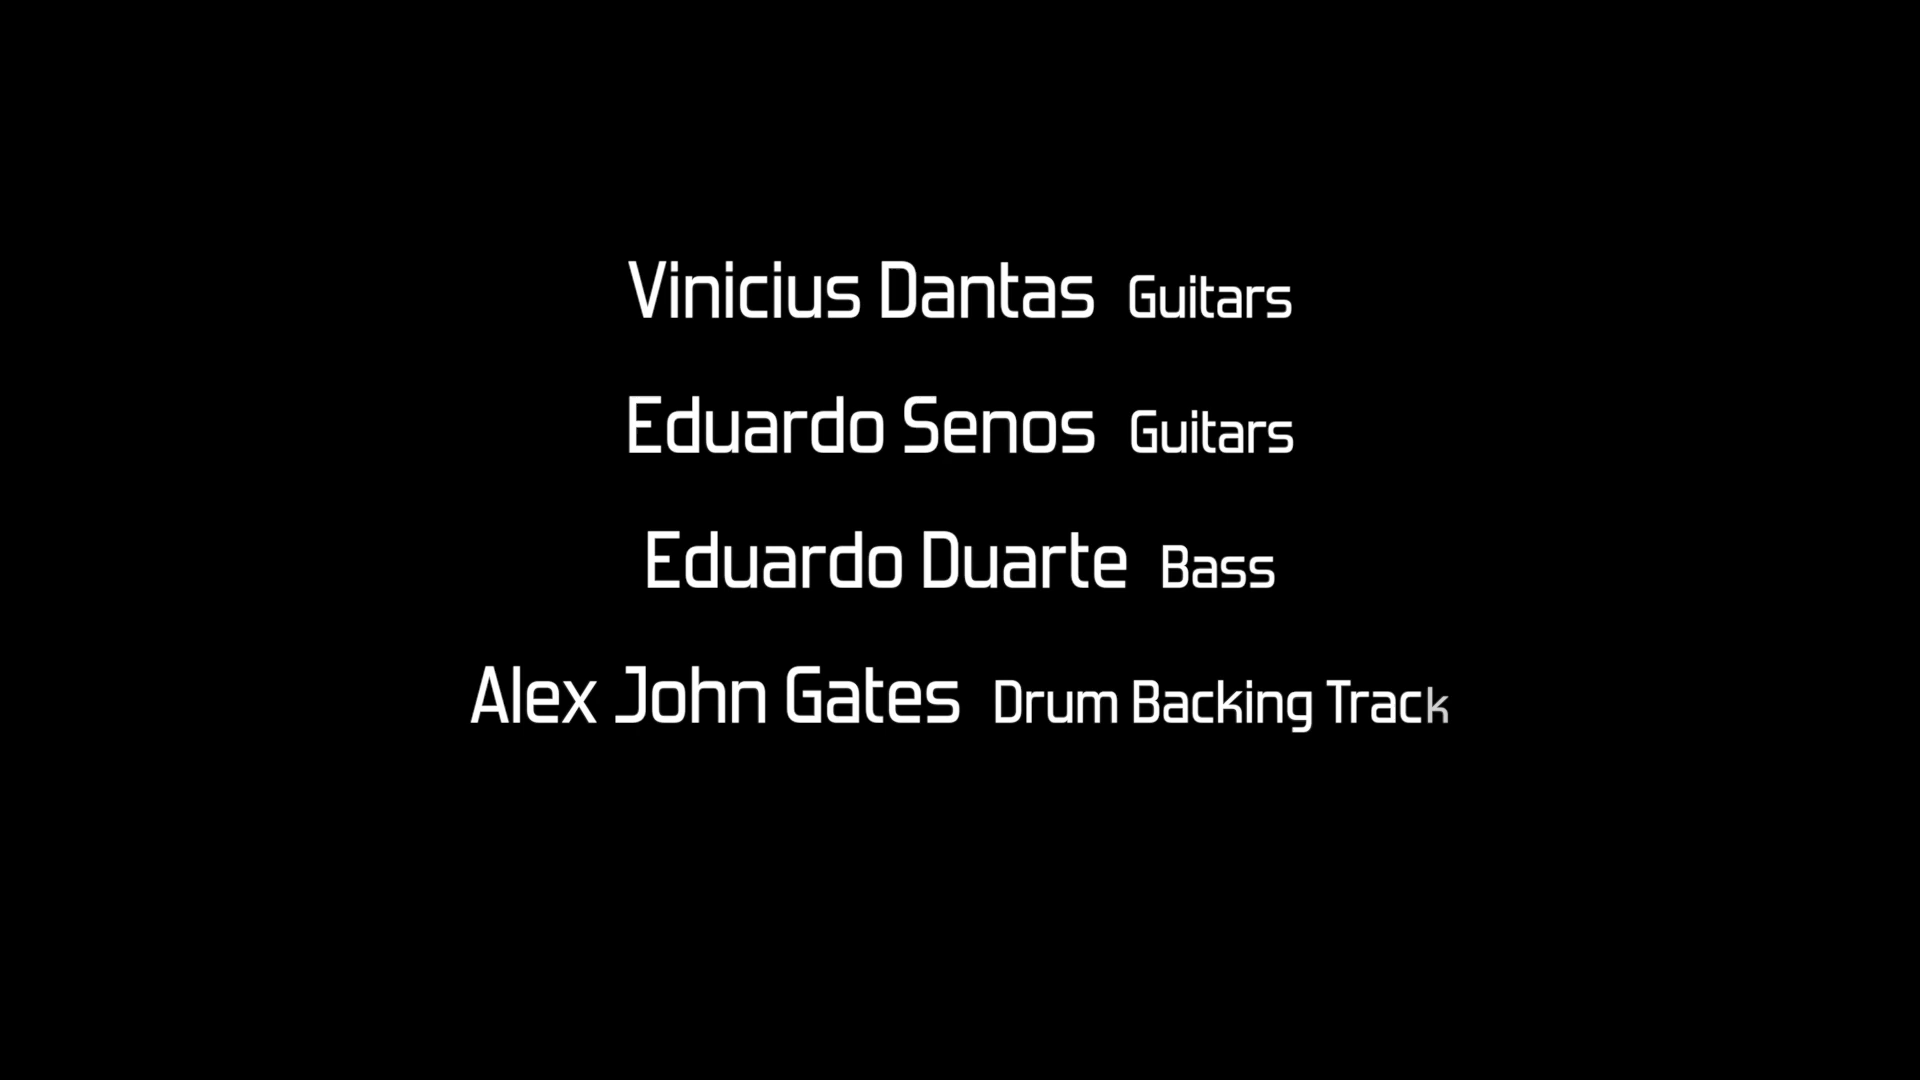 Vinicius Dantas Guitars
Eduardo Senos Guitars
Eduardo Duarte Bass
Alex John Gates Drum Backing Track